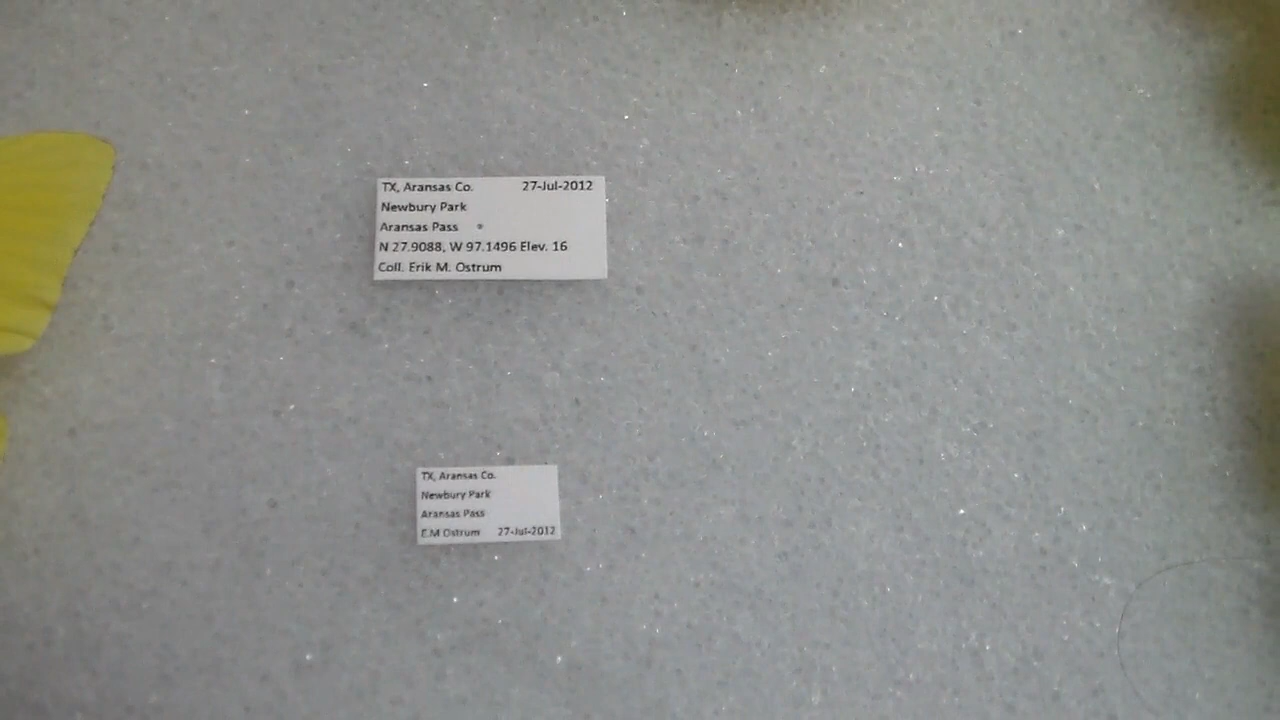 TX, Aransas Co. 27-Jul-2012
Newbury Park
Aransas Pass
N 27.9088, W 97.1496 Elev. 16
Coll. Erik M. Ostrum
TX, Aransas Co.
Newbury Park
Aransas Pass
E.M Ostrum 27-Jul-2012